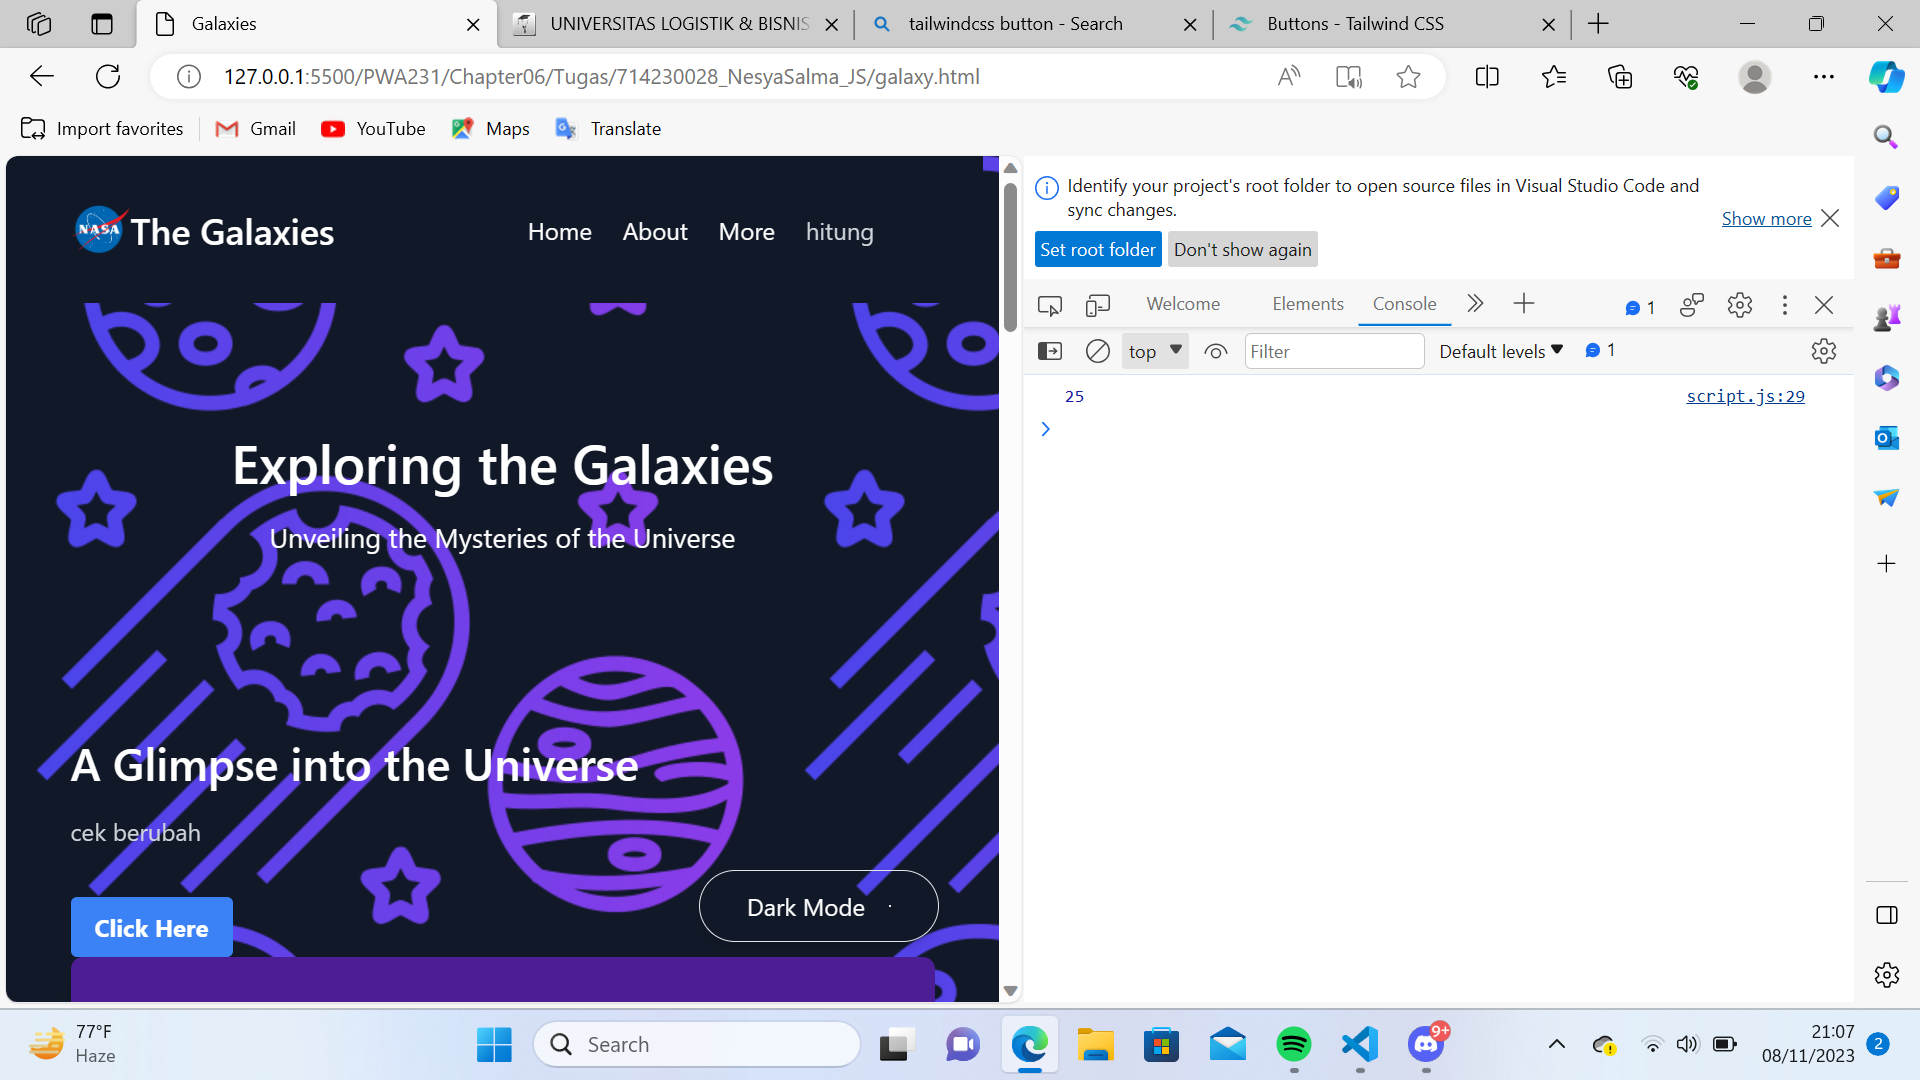 Galaxies
UNIVERSITAS LOGISTIK & BISNIS
tailwindcss button - Search
Buttons - Tailwind CSS
127.0.0.1:5500/PWA231/Chapter06/Tugas/714230028_NesyaSalma_JS/galaxy.html
Import favorites
Gmail
YouTube
Maps
Translate
NASA
The Galaxies
Home
About
More
hitung
Exploring the Galaxies
Unveiling the Mysteries of the Universe
A Glimpse into the Universe
cek berubah
Click Here
Dark Mode
Identify your project's root folder to open source files in Visual Studio Code and
sync changes.
Show more
Set root folder
Don't show again
Welcome
Elements
Console
1
top
Filter
Default levels
1
25
script.js:29
77°F
Haze
Search
9+
21:07
08/11/2023
2